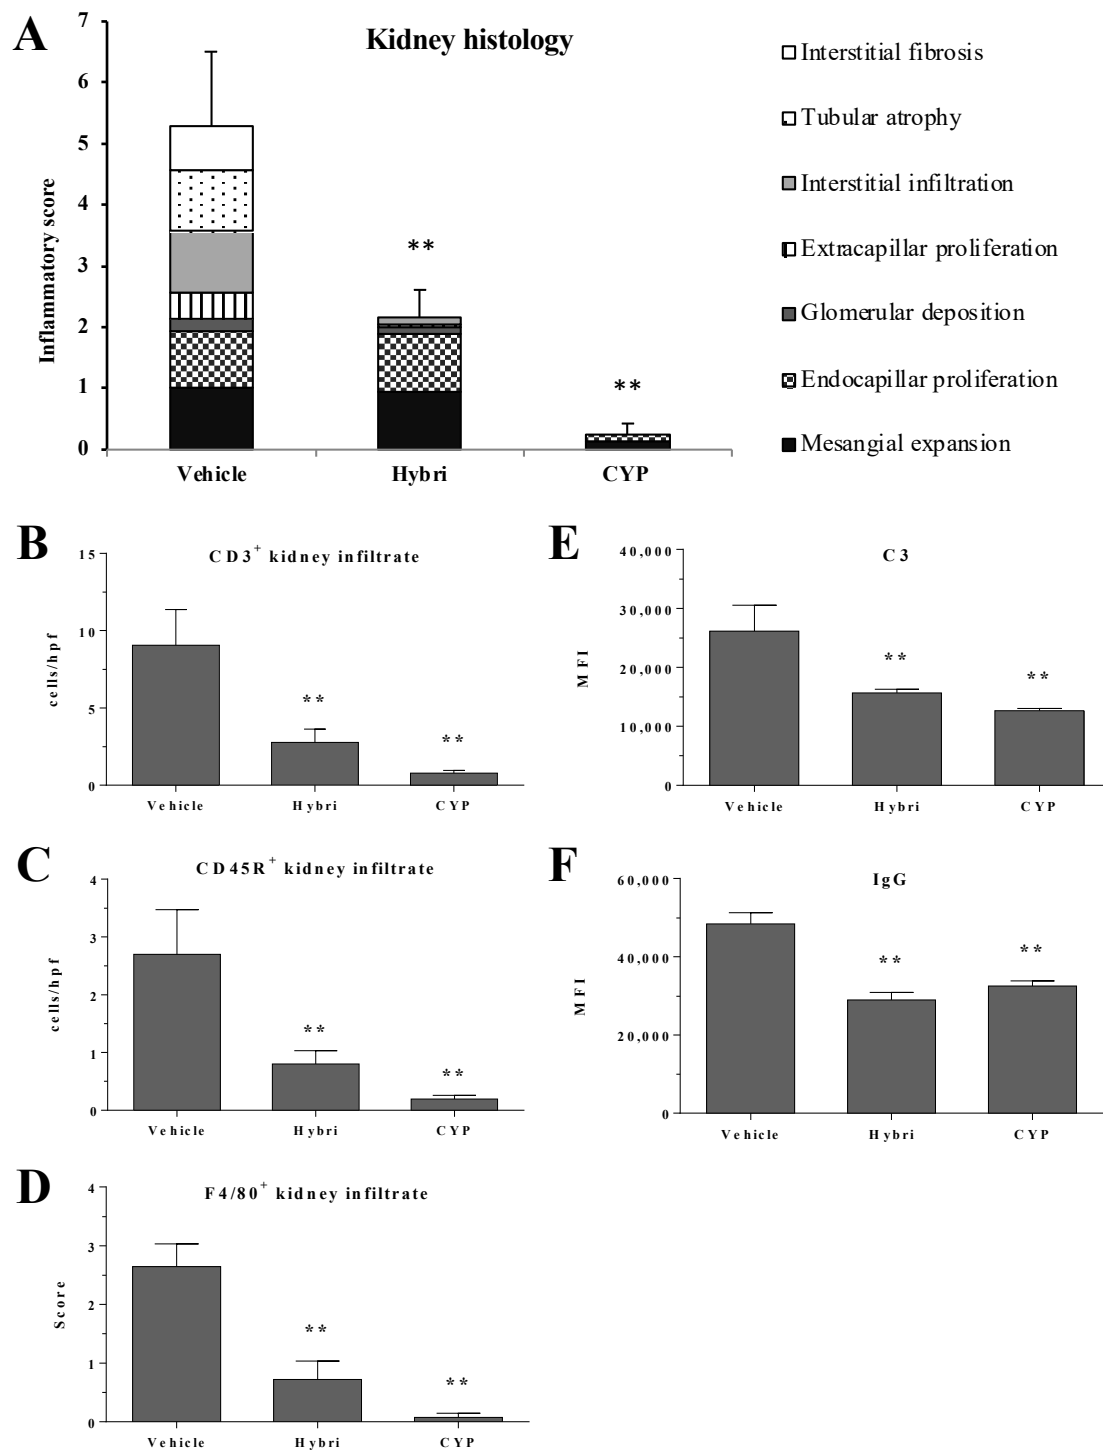 A
Kidney histology
Inflammatory score
7
6
5
4
3
2
1
0
**
**
Vehicle
Hybri
CYP
Interstitial fibrosis
Tubular atrophy
Interstitial infiltration
Extracapillar proliferation
Glomerular deposition
Endocapillar proliferation
Mesangial expansion
B
CD3+ kidney infiltrate
cells/hpf
15
10
5
0
**
**
Vehicle
Hybri
CYP
E
C3
MFI
40,000
30,000
20,000
10,000
0
**
**
Vehicle
Hybri
CYP
C
CD45R+ kidney infiltrate
cells/hpf
4
3
2
1
0
**
**
Vehicle
Hybri
CYP
F
IgG
MFI
60,000
40,000
20,000
0
**
**
Vehicle
Hybri
CYP
D
F4/80+ kidney infiltrate
Score
4
3
2
1
0
**
**
Vehicle
Hybri
CYP